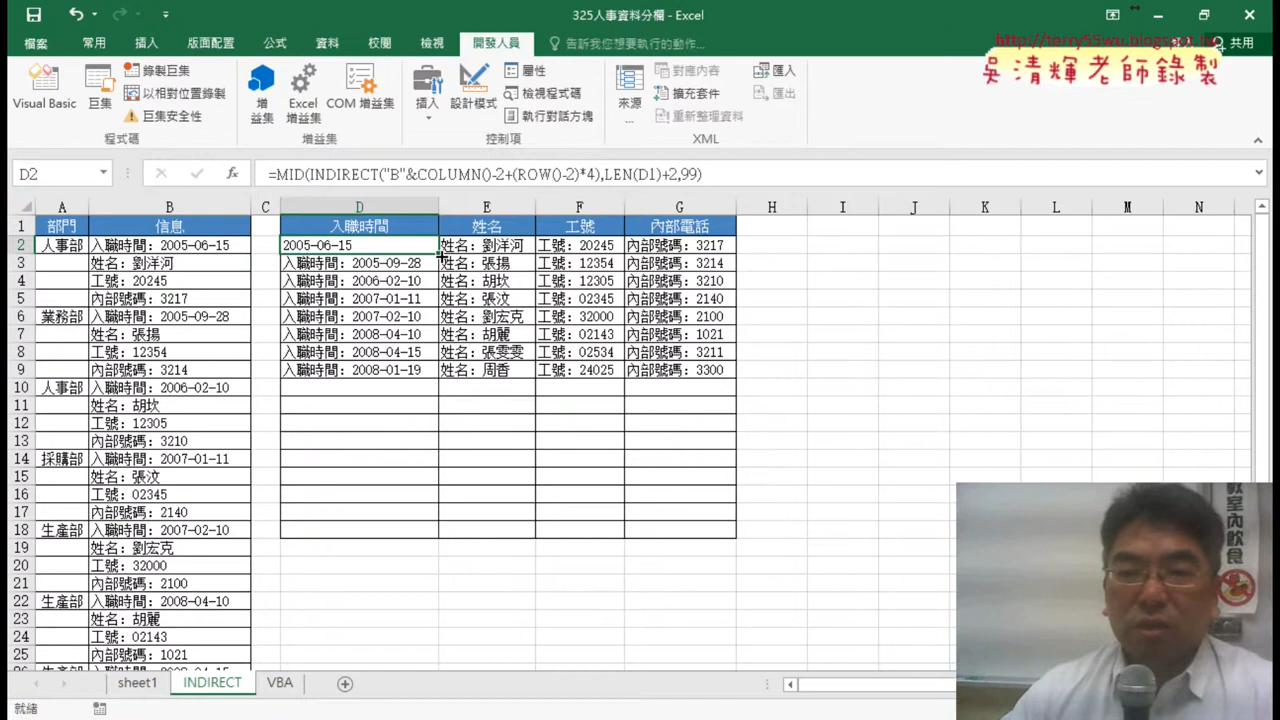 325人事資料分欄 - Excel
http://terry55wu.blogspot.tw
吳清輝老師錄製
檔案 常用 插入 版面配置 公式 資料 校閱 檢視 開發人員 告訴我您想要執行的動作... 共用
Visual Basic 巨集 錄製巨集 以相對位置錄製 巨集安全性 程式碼
增益集 Excel 增益集 COM 增益集 增益集
插入 設計模式 屬性 檢視程式碼 執行對話方塊 控制項
來源... 對應內容 擴充套件 重新整理資料 匯入 匯出 XML
D2 fx =MID(INDIRECT("B"&COLUMN()-2+(ROW()-2)*4),LEN(D1)+2,99)
A B C D E F G H I J K L M N
1 部門 信息 入職時間 姓名 工號 內部電話
2 人事部 入職時間：2005-06-15 2005-06-15 姓名：劉洋河 工號：20245 內部號碼：3217
3 姓名：劉洋河 入職時間：2005-09-28 姓名：張揚 工號：12354 內部號碼：3214
4 工號：20245 入職時間：2006-02-10 姓名：胡坎 工號：12305 內部號碼：3210
5 內部號碼：3217 入職時間：2007-01-11 姓名：張汶 工號：02345 內部號碼：2140
6 業務部 入職時間：2005-09-28 入職時間：2007-02-10 姓名：劉宏克 工號：32000 內部號碼：2100
7 姓名：張揚 入職時間：2008-04-10 姓名：胡麗 工號：02143 內部號碼：1021
8 工號：12354 入職時間：2008-04-15 姓名：張雯雯 工號：02534 內部號碼：3211
9 內部號碼：3214 入職時間：2008-01-19 姓名：周香 工號：24025 內部號碼：3300
10 人事部 入職時間：2006-02-10
11 姓名：胡坎
12 工號：12305
13 內部號碼：3210
14 採購部 入職時間：2007-01-11
15 姓名：張汶
16 工號：02345
17 內部號碼：2140
18 生產部 入職時間：2007-02-10
19 姓名：劉宏克
20 工號：32000
21 內部號碼：2100
22 生產部 入職時間：2008-04-10
23 姓名：胡麗
24 工號：02143
25 內部號碼：1021
sheet1 INDIRECT VBA
就緒
室內飲食